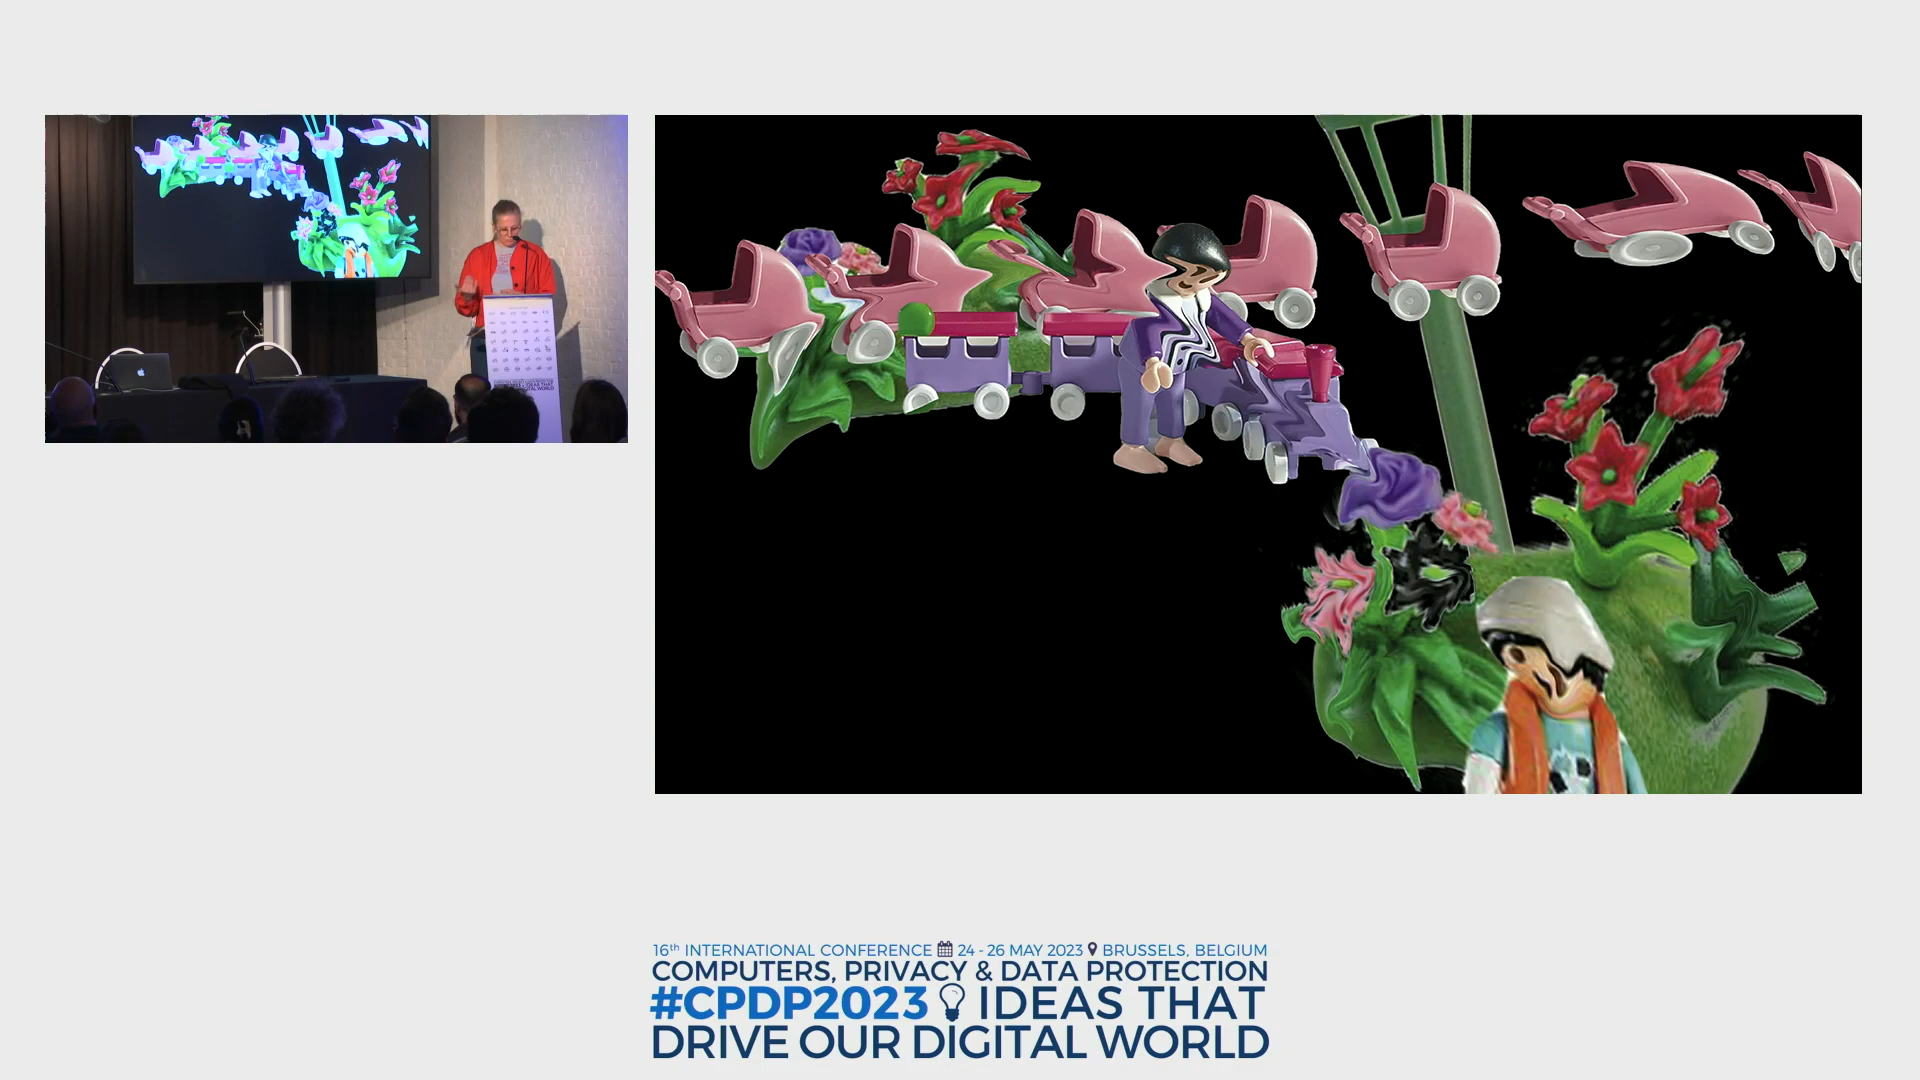 16th INTERNATIONAL CONFERENCE 24 - 26 MAY 2023 BRUSSELS, BELGIUM
COMPUTERS, PRIVACY & DATA PROTECTION
#CPDP2023 IDEAS THAT
DRIVE OUR DIGITAL WORLD